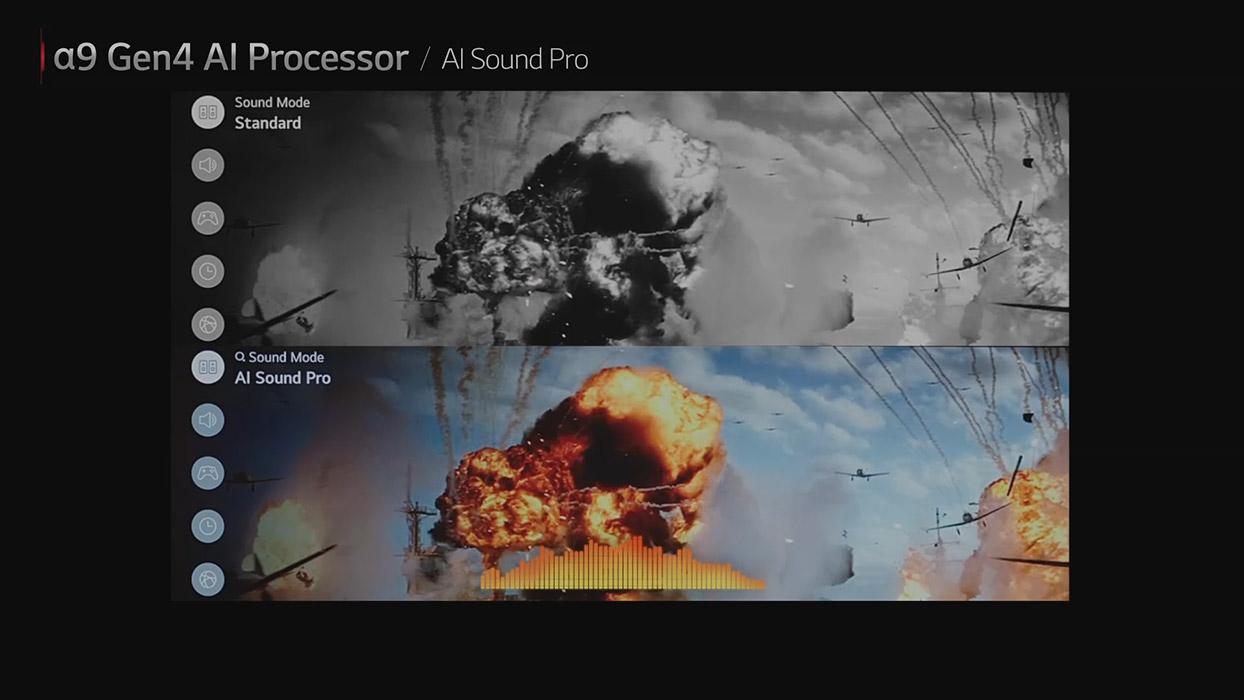 α9 Gen4 AI Processor / AI Sound Pro
Sound Mode
Standard
Sound Mode
AI Sound Pro